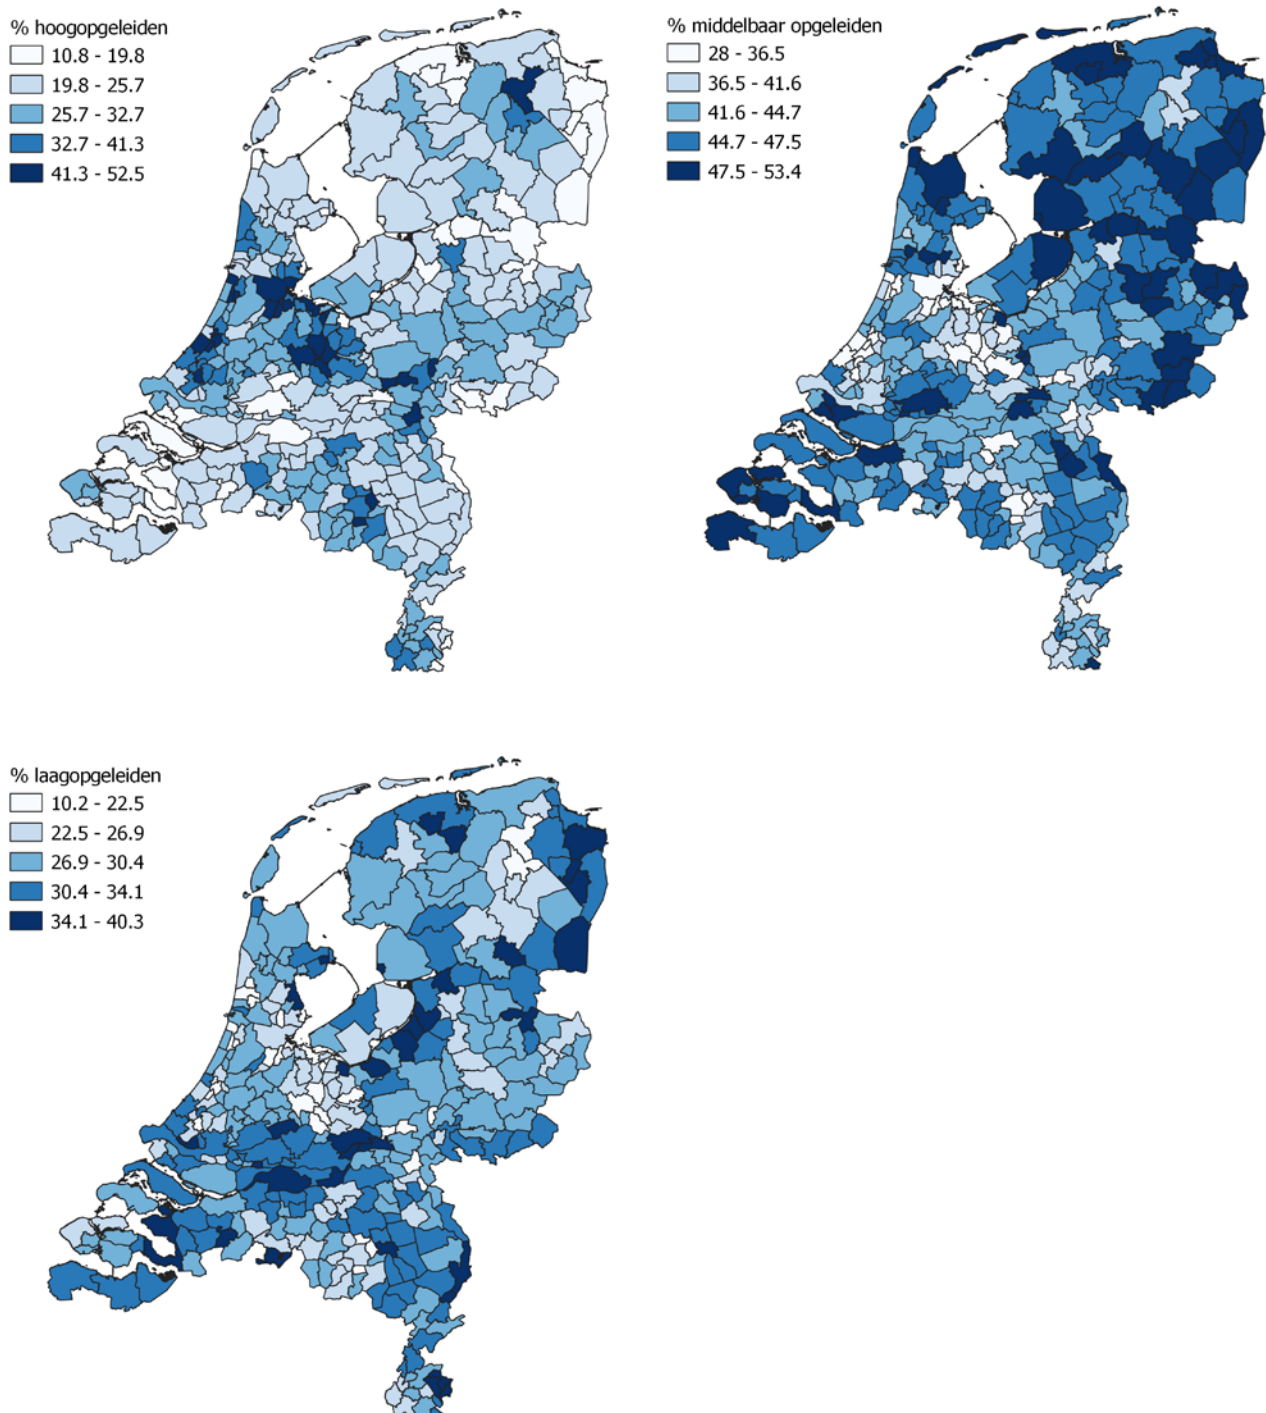 % hoogopgeleiden
10.8 - 19.8
19.8 - 25.7
25.7 - 32.7
32.7 - 41.3
41.3 - 52.5
% middelbaar opgeleiden
28 - 36.5
36.5 - 41.6
41.6 - 44.7
44.7 - 47.5
47.5 - 53.4
% laagopgeleiden
10.2 - 22.5
22.5 - 26.9
26.9 - 30.4
30.4 - 34.1
34.1 - 40.3